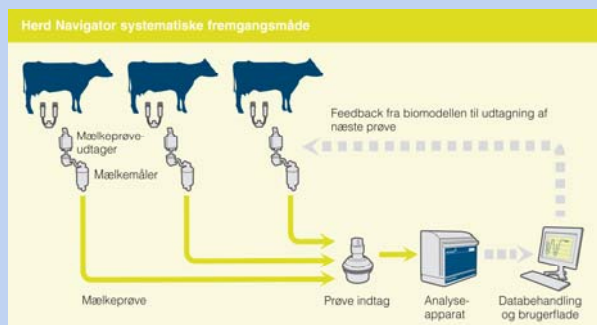 Herd Navigator systematiske fremgangsmåde
Feedback fra biomodellen til udtagning af
næste prøve
Mælkeprøve-
udtager
Mælkemåler
Mælkeprøve
Prøve indtag
Analyse-
apparat
Databehandling
og brugerflade